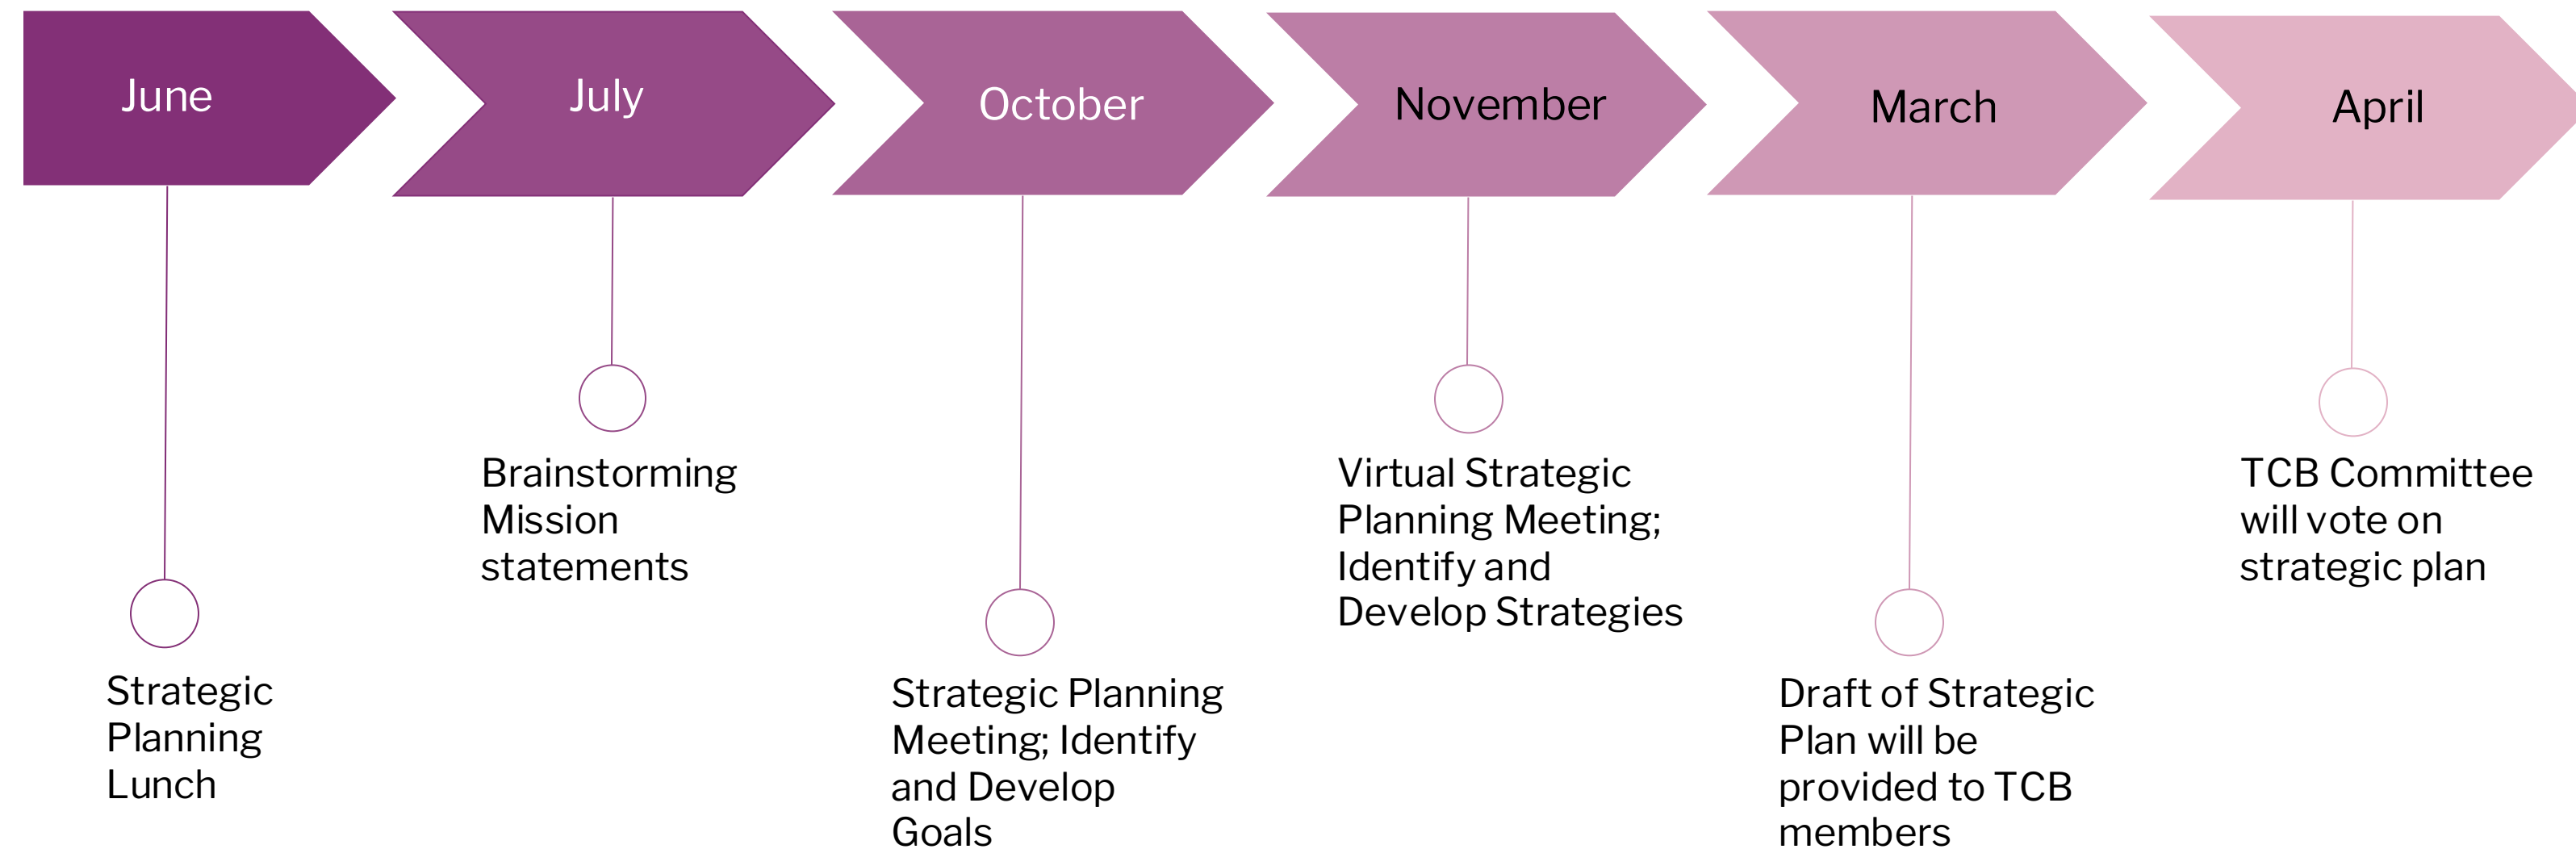 June
July
October
November
March
April
Strategic
Planning
Lunch
Brainstorming
Mission
statements
Strategic Planning
Meeting; Identify
and Develop
Goals
Virtual Strategic
Planning Meeting;
Identify and
Develop Strategies
Draft of Strategic
Plan will be
provided to TCB
members
TCB Committee
will vote on
strategic plan